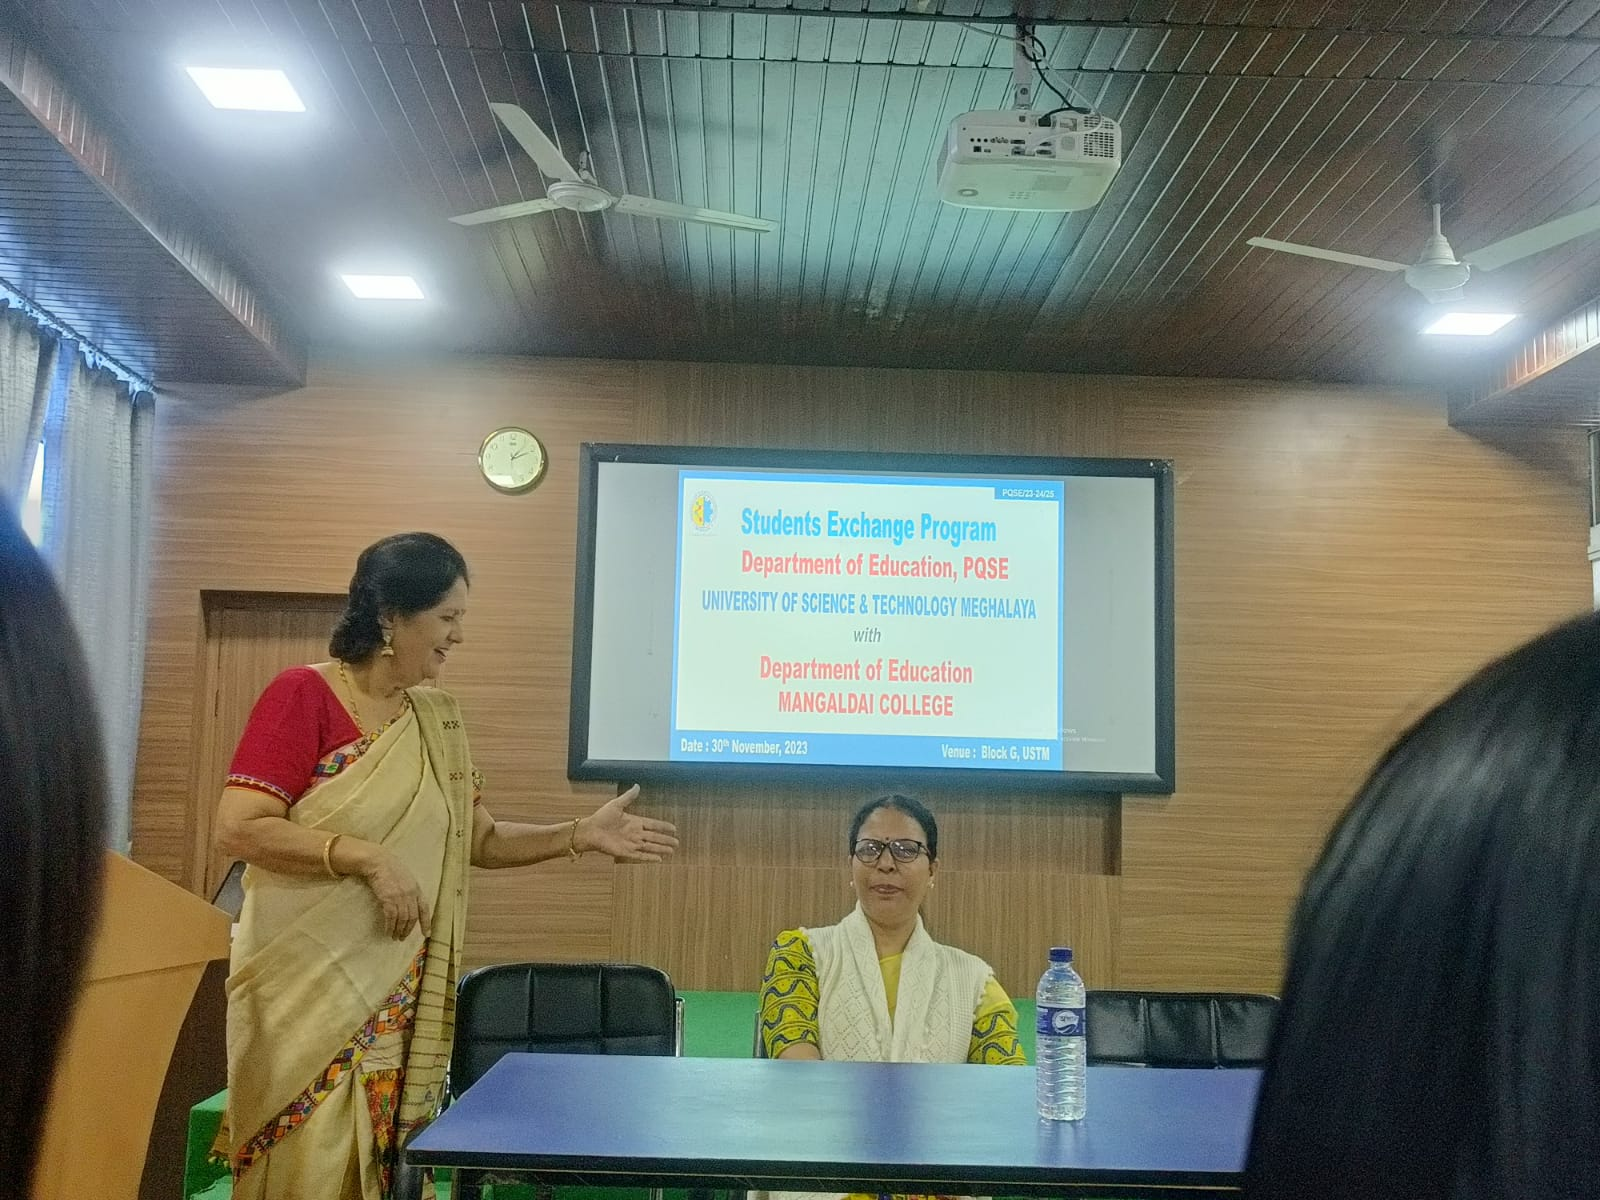 PQSE/23-24/25
Students Exchange Program
Department of Education, PQSE
UNIVERSITY OF SCIENCE & TECHNOLOGY MEGHALAYA
with
Department of Education
MANGALDAI COLLEGE
Date : 30th November, 2023
Venue : Block G, USTM